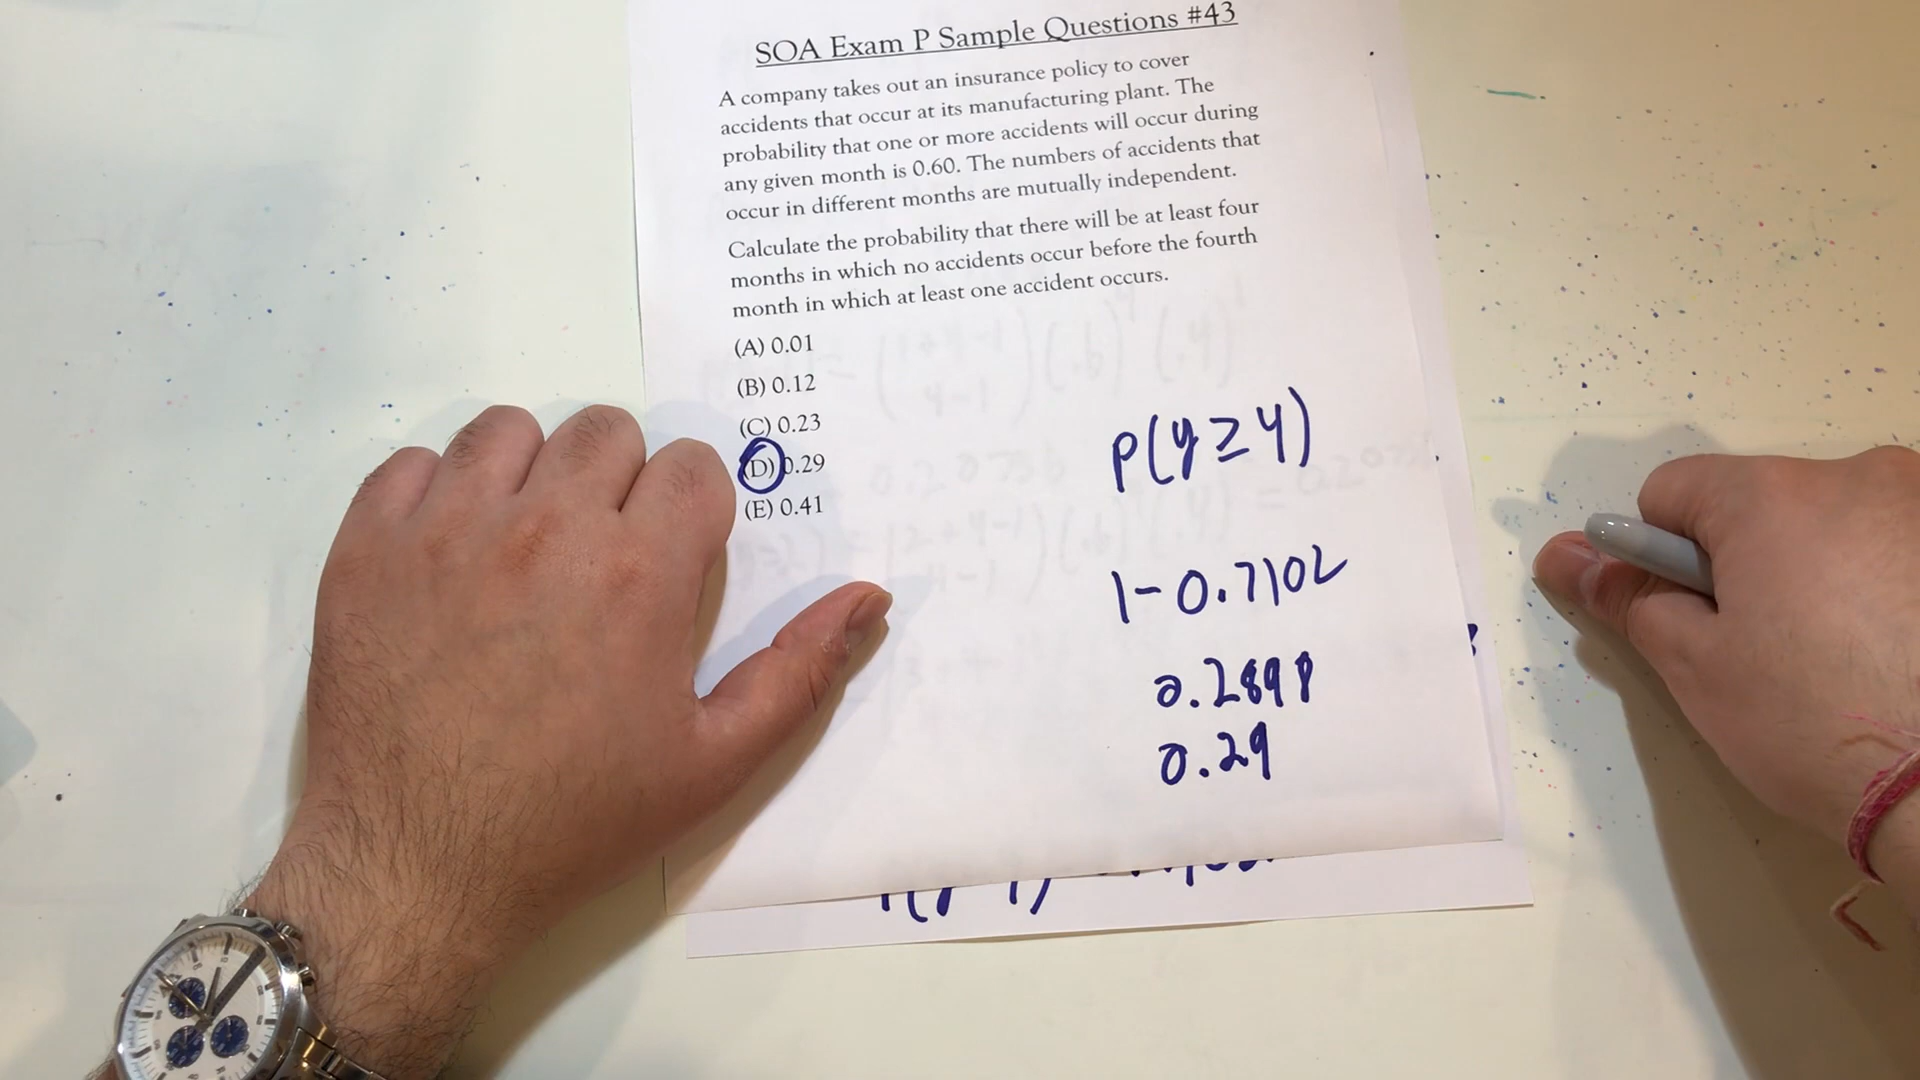 SOA Exam P Sample Questions #43
A company takes out an insurance policy to cover
accidents that occur at its manufacturing plant. The
probability that one or more accidents will occur during
any given month is 0.60. The numbers of accidents that
occur in different months are mutually independent.
Calculate the probability that there will be at least four
months in which no accidents occur before the fourth
month in which at least one accident occurs.
(A) 0.01
(B) 0.12
(C) 0.23
(D) 0.29
(E) 0.41
P(y≥4)
1-0.7102
0.2898
0.29